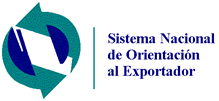 Sistema Nacional
de Orientación
al Exportador